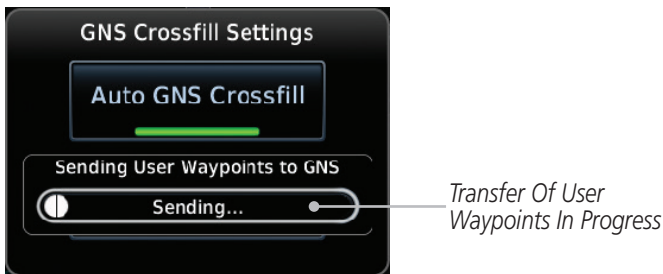 GNS Crossfill Settings
Auto GNS Crossfill
Sending User Waypoints to GNS
Sending...
Transfer Of User
Waypoints In Progress